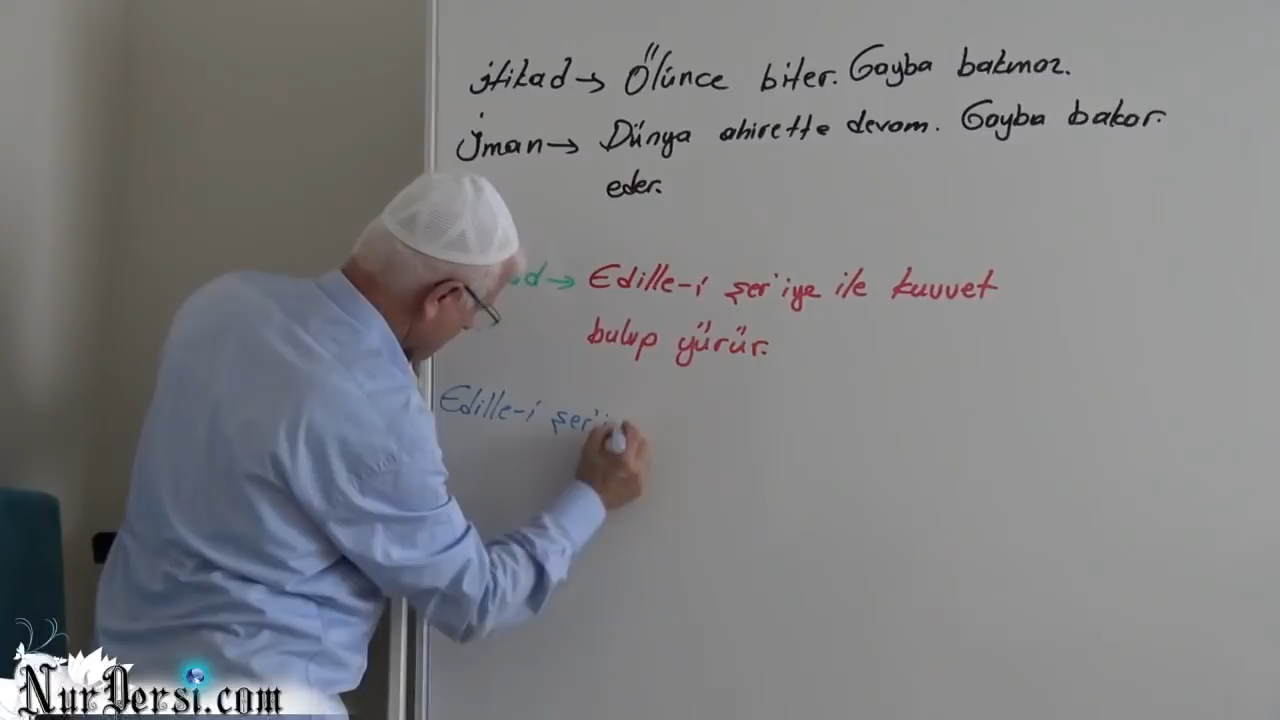 İtikad → Ölünce biter. Gayba bakmaz.
İman → Dünya ahirette devam. Gayba bakar.
eder.
→ Edille-i şer'iye ile kuvvet
bulup yürür.
Edille-i şer'i
NurDersi.com